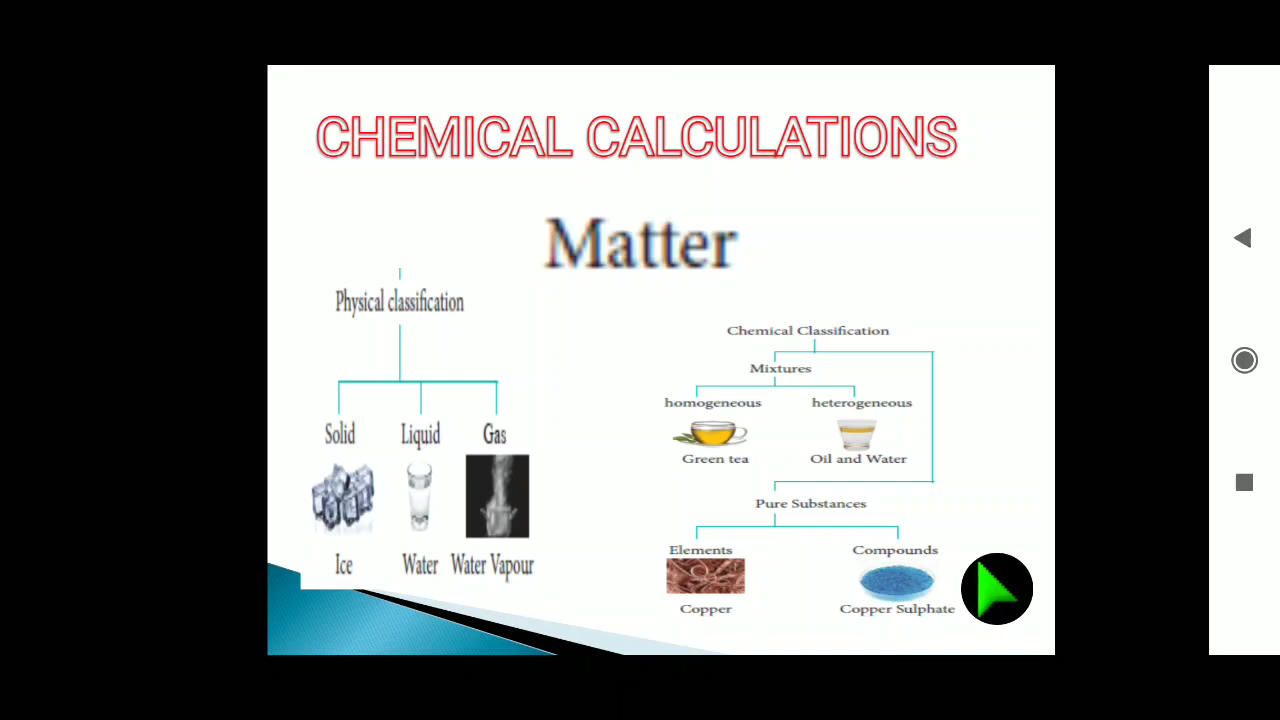 CHEMICAL CALCULATIONS
Matter
Physical classification
Solid Liquid Gas
Ice Water Water Vapour
Chemical Classification
Mixtures
homogeneous heterogeneous
Green tea Oil and Water
Pure Substances
Elements Compounds
Copper Copper Sulphate